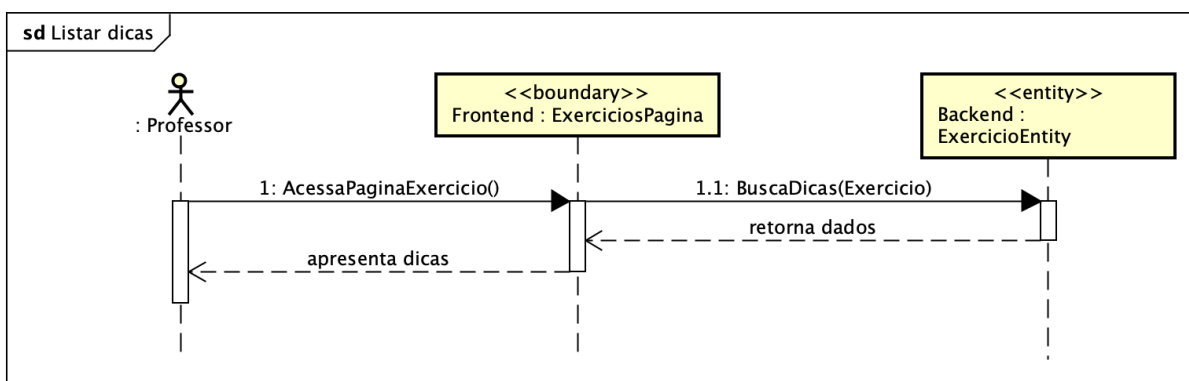 sd Listar dicas
: Professor
<<boundary>>
Frontend : ExerciciosPagina
<<entity>>
Backend :
ExercicioEntity
1: AcessaPaginaExercicio()
1.1: BuscaDicas(Exercicio)
retorna dados
apresenta dicas